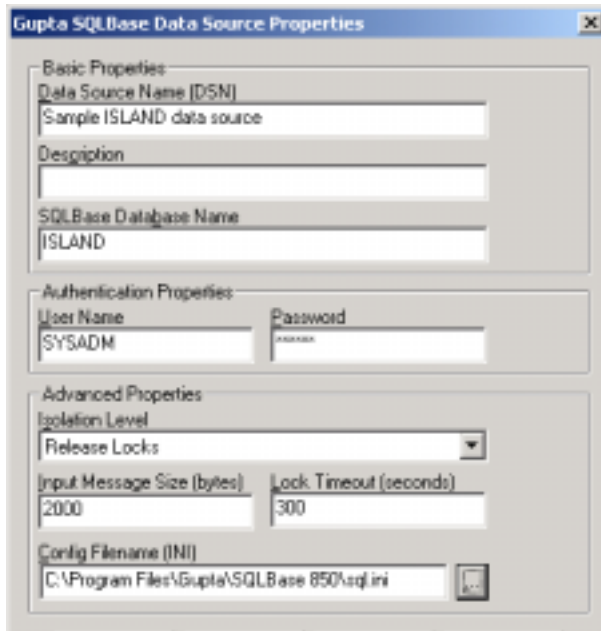 Gupta SQLBase Data Source Properties
Basic Properties
Data Source Name (DSN)
Sample ISLAND data source
Description
SQLBase Database Name
ISLAND
Authentication Properties
User Name
Password
SYSADM
******
Advanced Properties
Isolation Level
Release Locks
Input Message Size (bytes)
Lock Timeout (seconds)
2000
300
Config Filename (INI)
C:\Program Files\Gupta\SQLBase 850\sql.ini
...